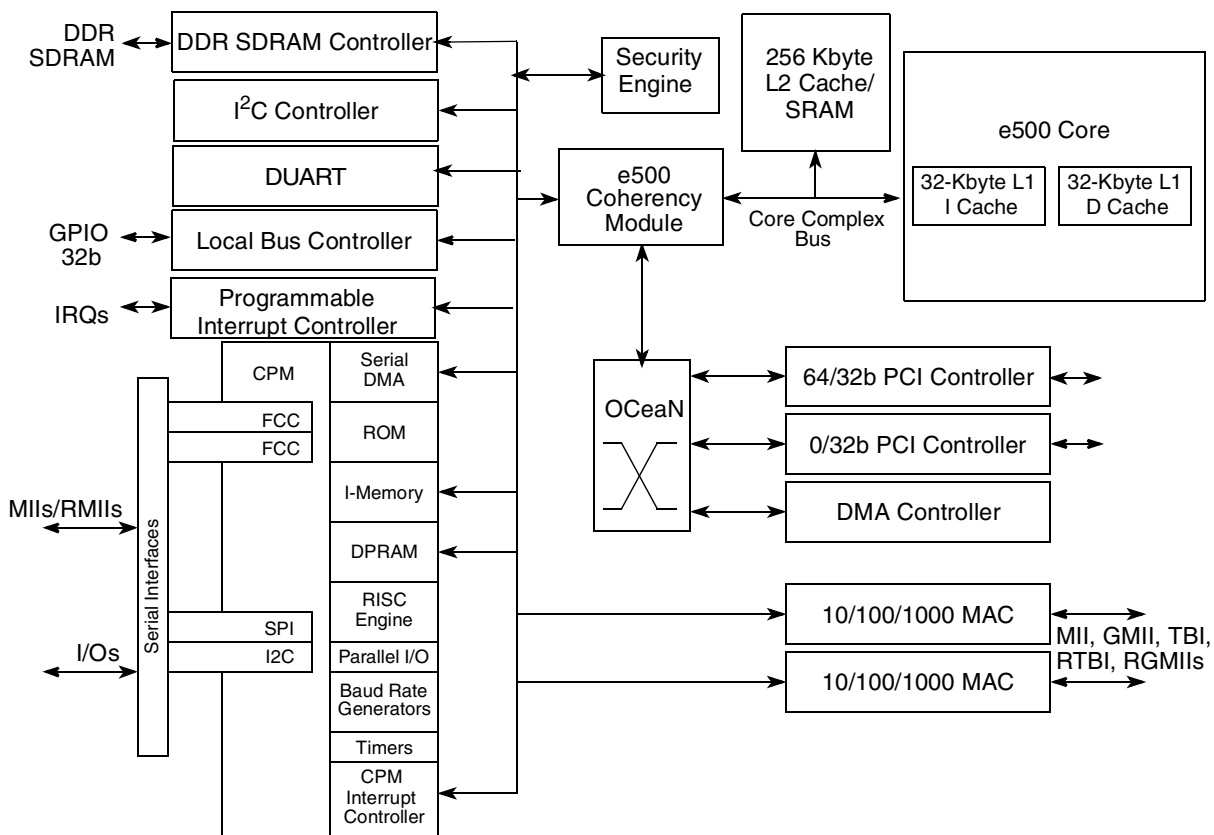 DDR
SDRAM
DDR SDRAM Controller
I²C Controller
DUART
GPIO
32b
Local Bus Controller
IRQs
Programmable
Interrupt Controller
Security
Engine
256 Kbyte
L2 Cache/
SRAM
e500 Core
32-Kbyte L1
I Cache
32-Kbyte L1
D Cache
e500
Coherency
Module
Core Complex
Bus
CPM
Serial
DMA
FCC
FCC
ROM
I-Memory
MIIs/RMIIs
DPRAM
Serial Interfaces
RISC
Engine
SPI
I/Os
I2C
Parallel I/O
Baud Rate
Generators
Timers
CPM
Interrupt
Controller
OCeaN
64/32b PCI Controller
0/32b PCI Controller
DMA Controller
10/100/1000 MAC
10/100/1000 MAC
MII, GMII, TBI,
RTBI, RGMIIs